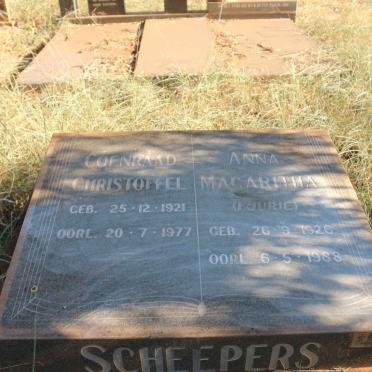 COENRAAD
CHRISTOFFEL
GEB. 25·12·1921
OORL. 20·7·1977
ANNA
MAGARITHA
(FOURIE)
GEB. 26·9·1926
OORL. 6·5·1988
SCHEEPERS